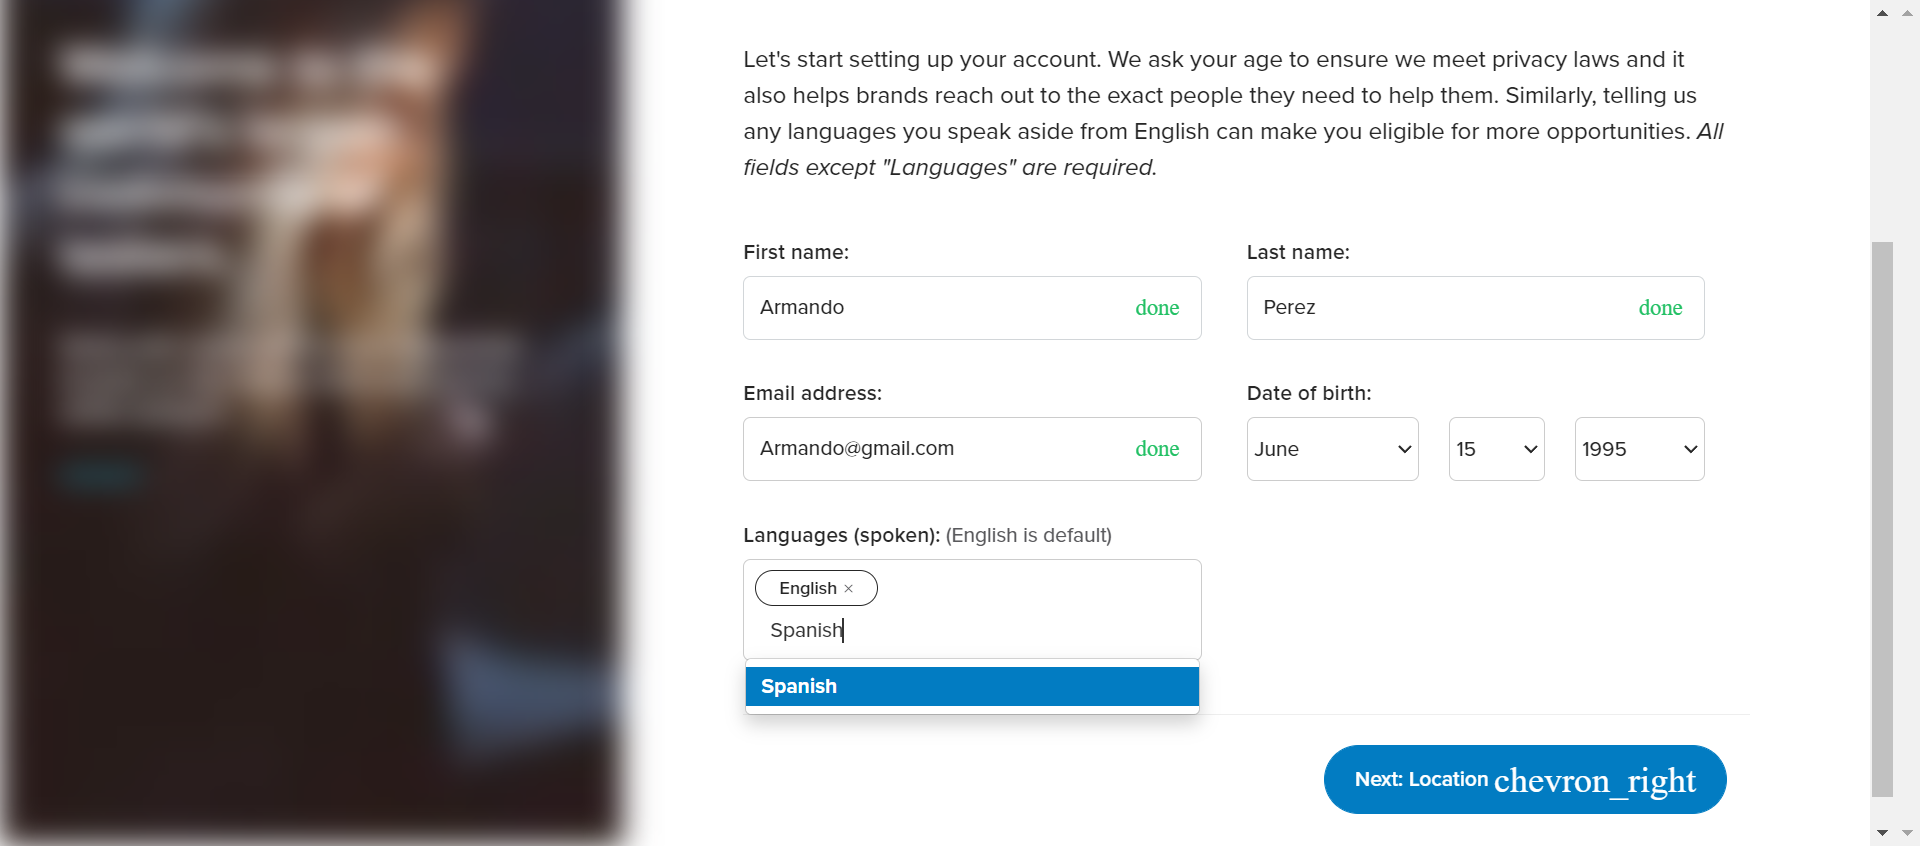 Let's start setting up your account. We ask your age to ensure we meet privacy laws and it
also helps brands reach out to the exact people they need to help them. Similarly, telling us
any languages you speak aside from English can make you eligible for more opportunities. All
fields except "Languages" are required.
First name:
Last name:
Armando done
Perez done
Email address:
Date of birth:
Armando@gmail.com done
June 15 1995
Languages (spoken): (English is default)
English ×
Spanish
Spanish
Next: Location chevron_right